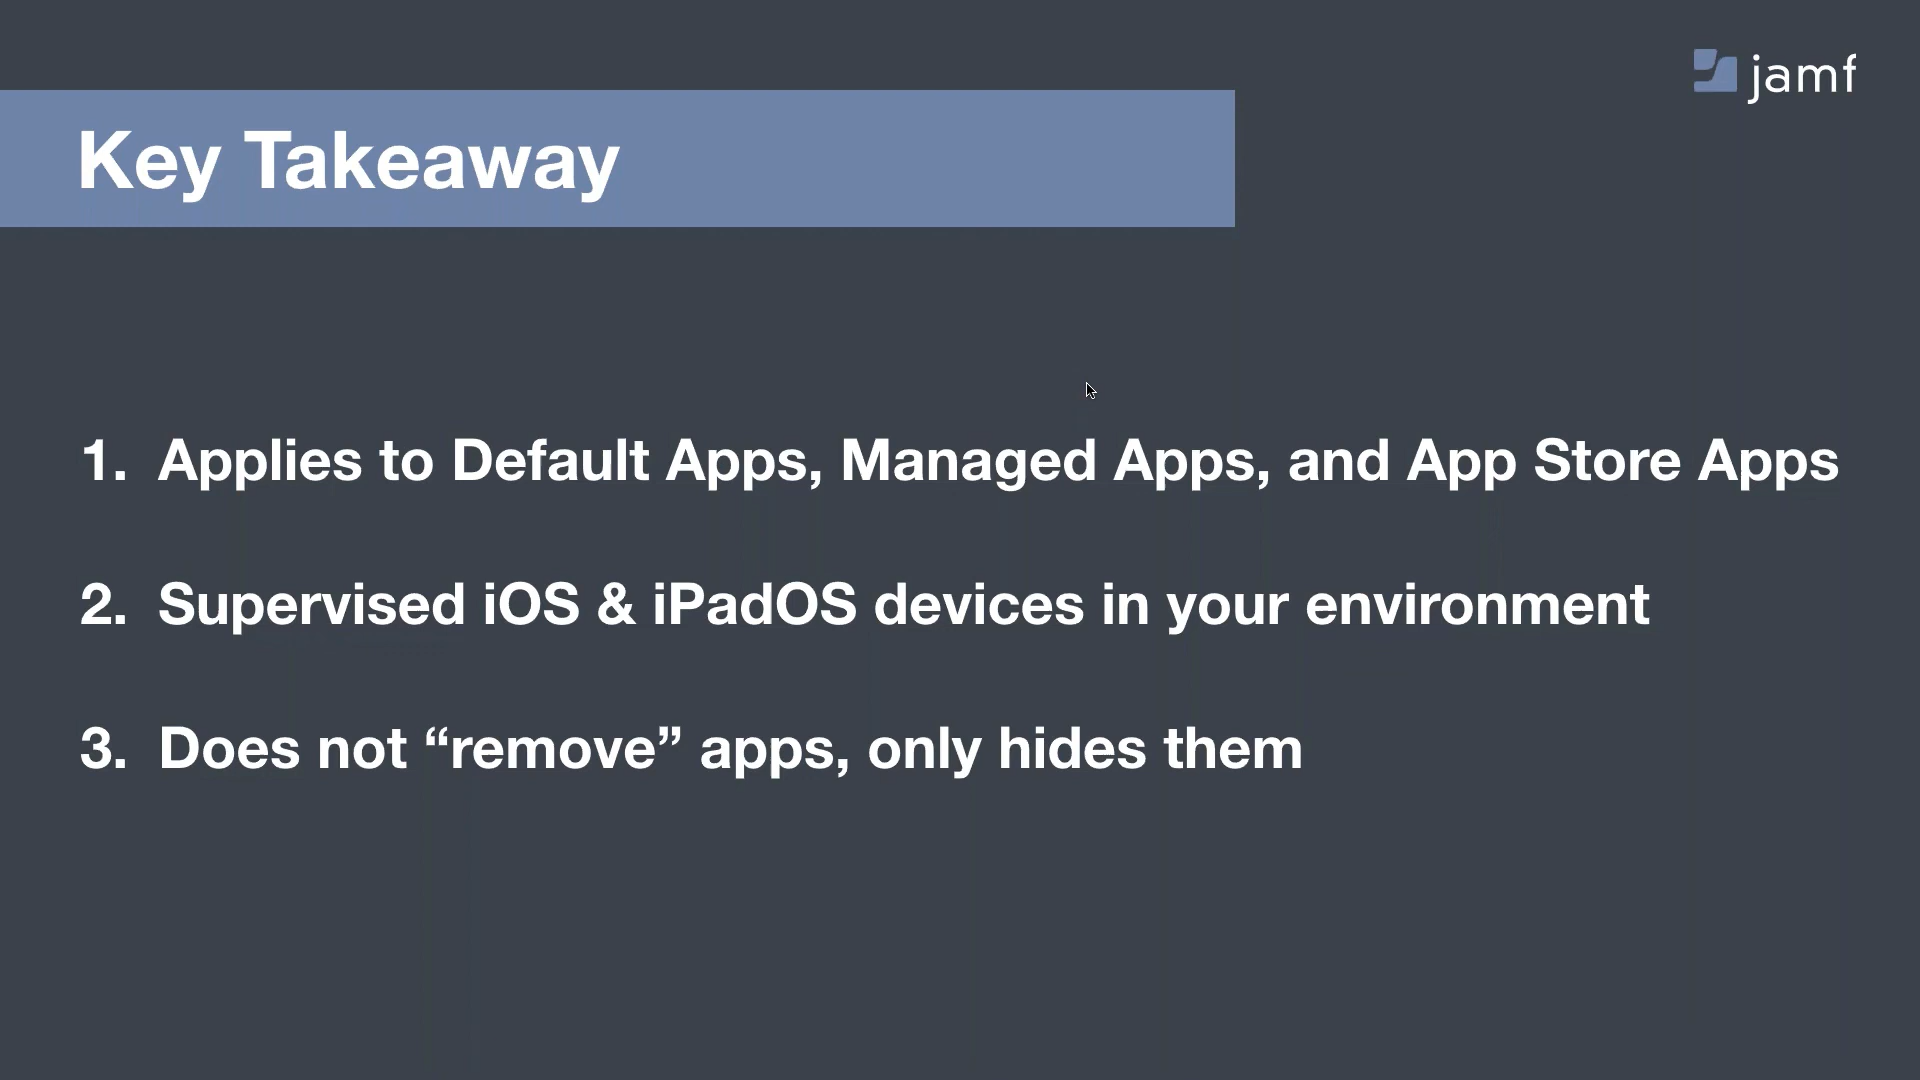 jamf
Key Takeaway
1. Applies to Default Apps, Managed Apps, and App Store Apps
2. Supervised iOS & iPadOS devices in your environment
3. Does not “remove” apps, only hides them